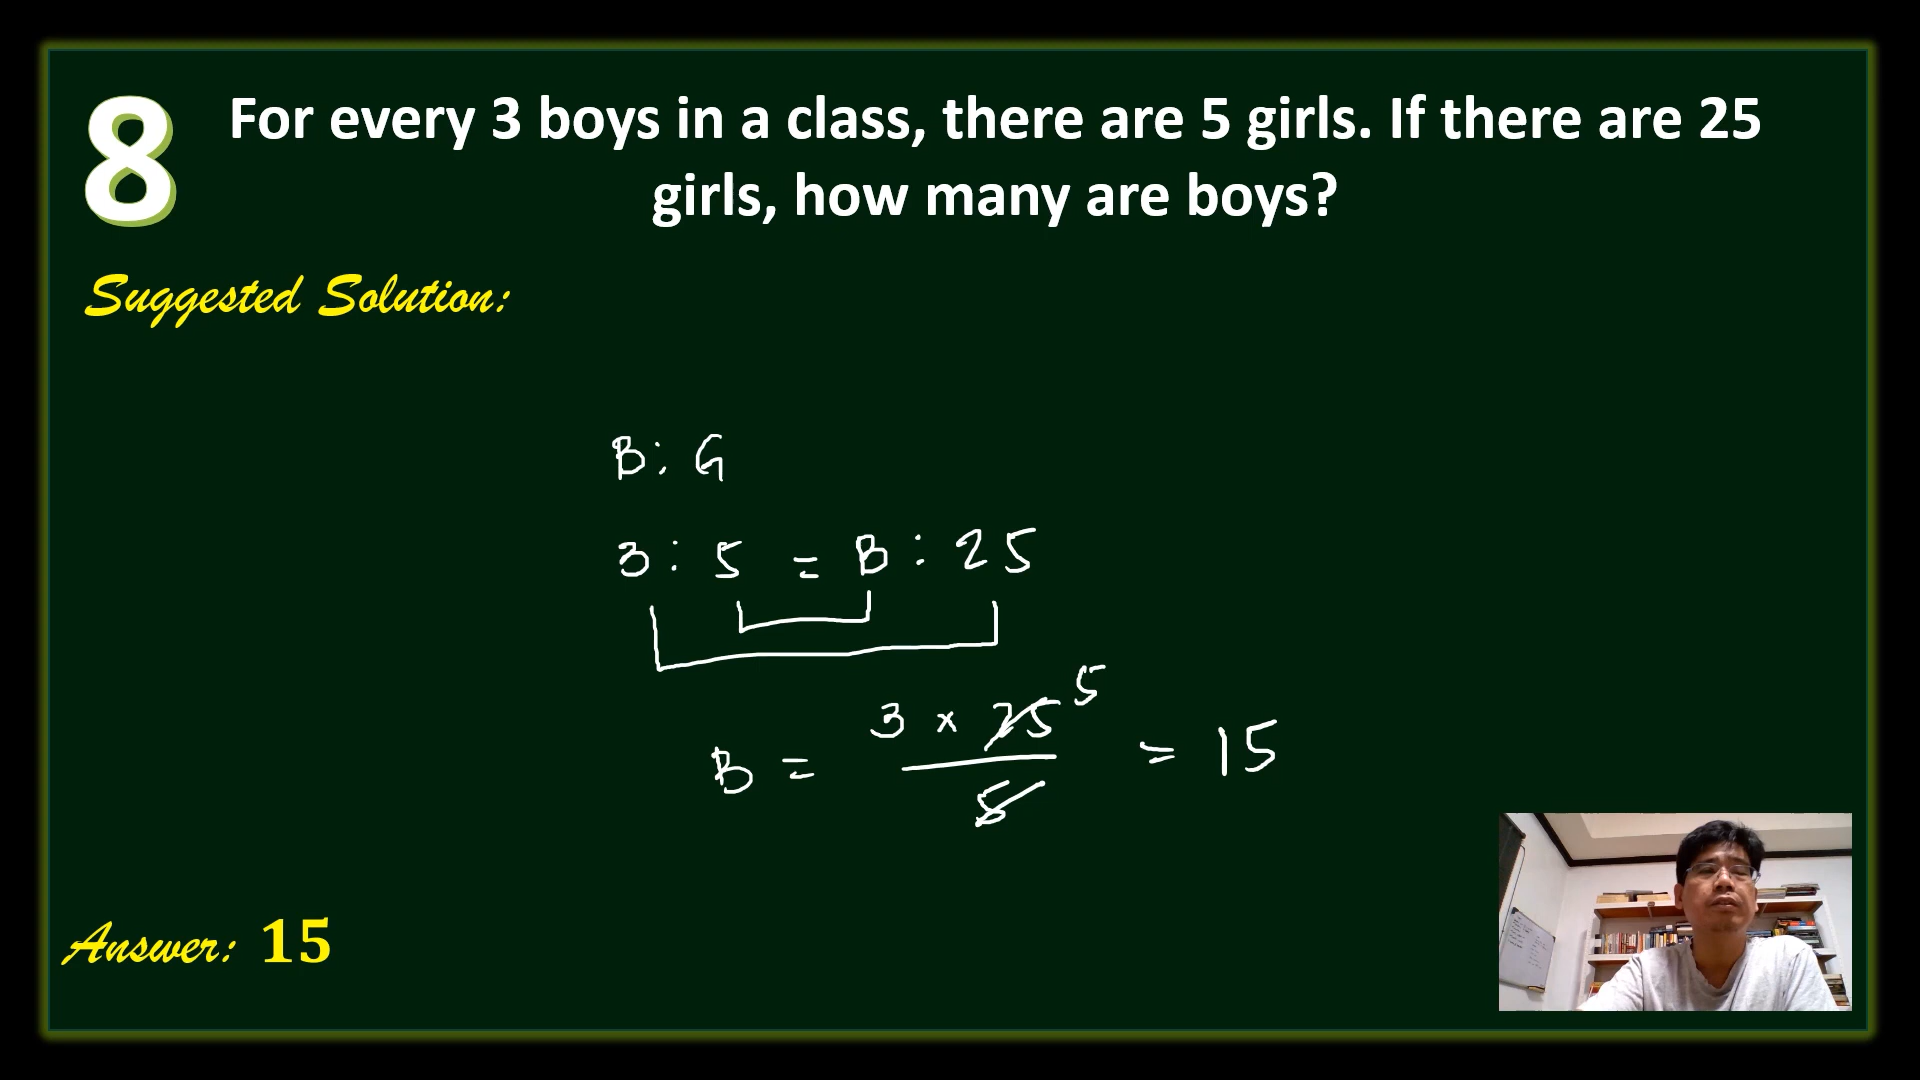 8
For every 3 boys in a class, there are 5 girls. If there are 25
girls, how many are boys?
Suggested Solution:
B : G
3 : 5 = B : 25
B = 3 x 25 5 / 5 = 15
Answer: 15